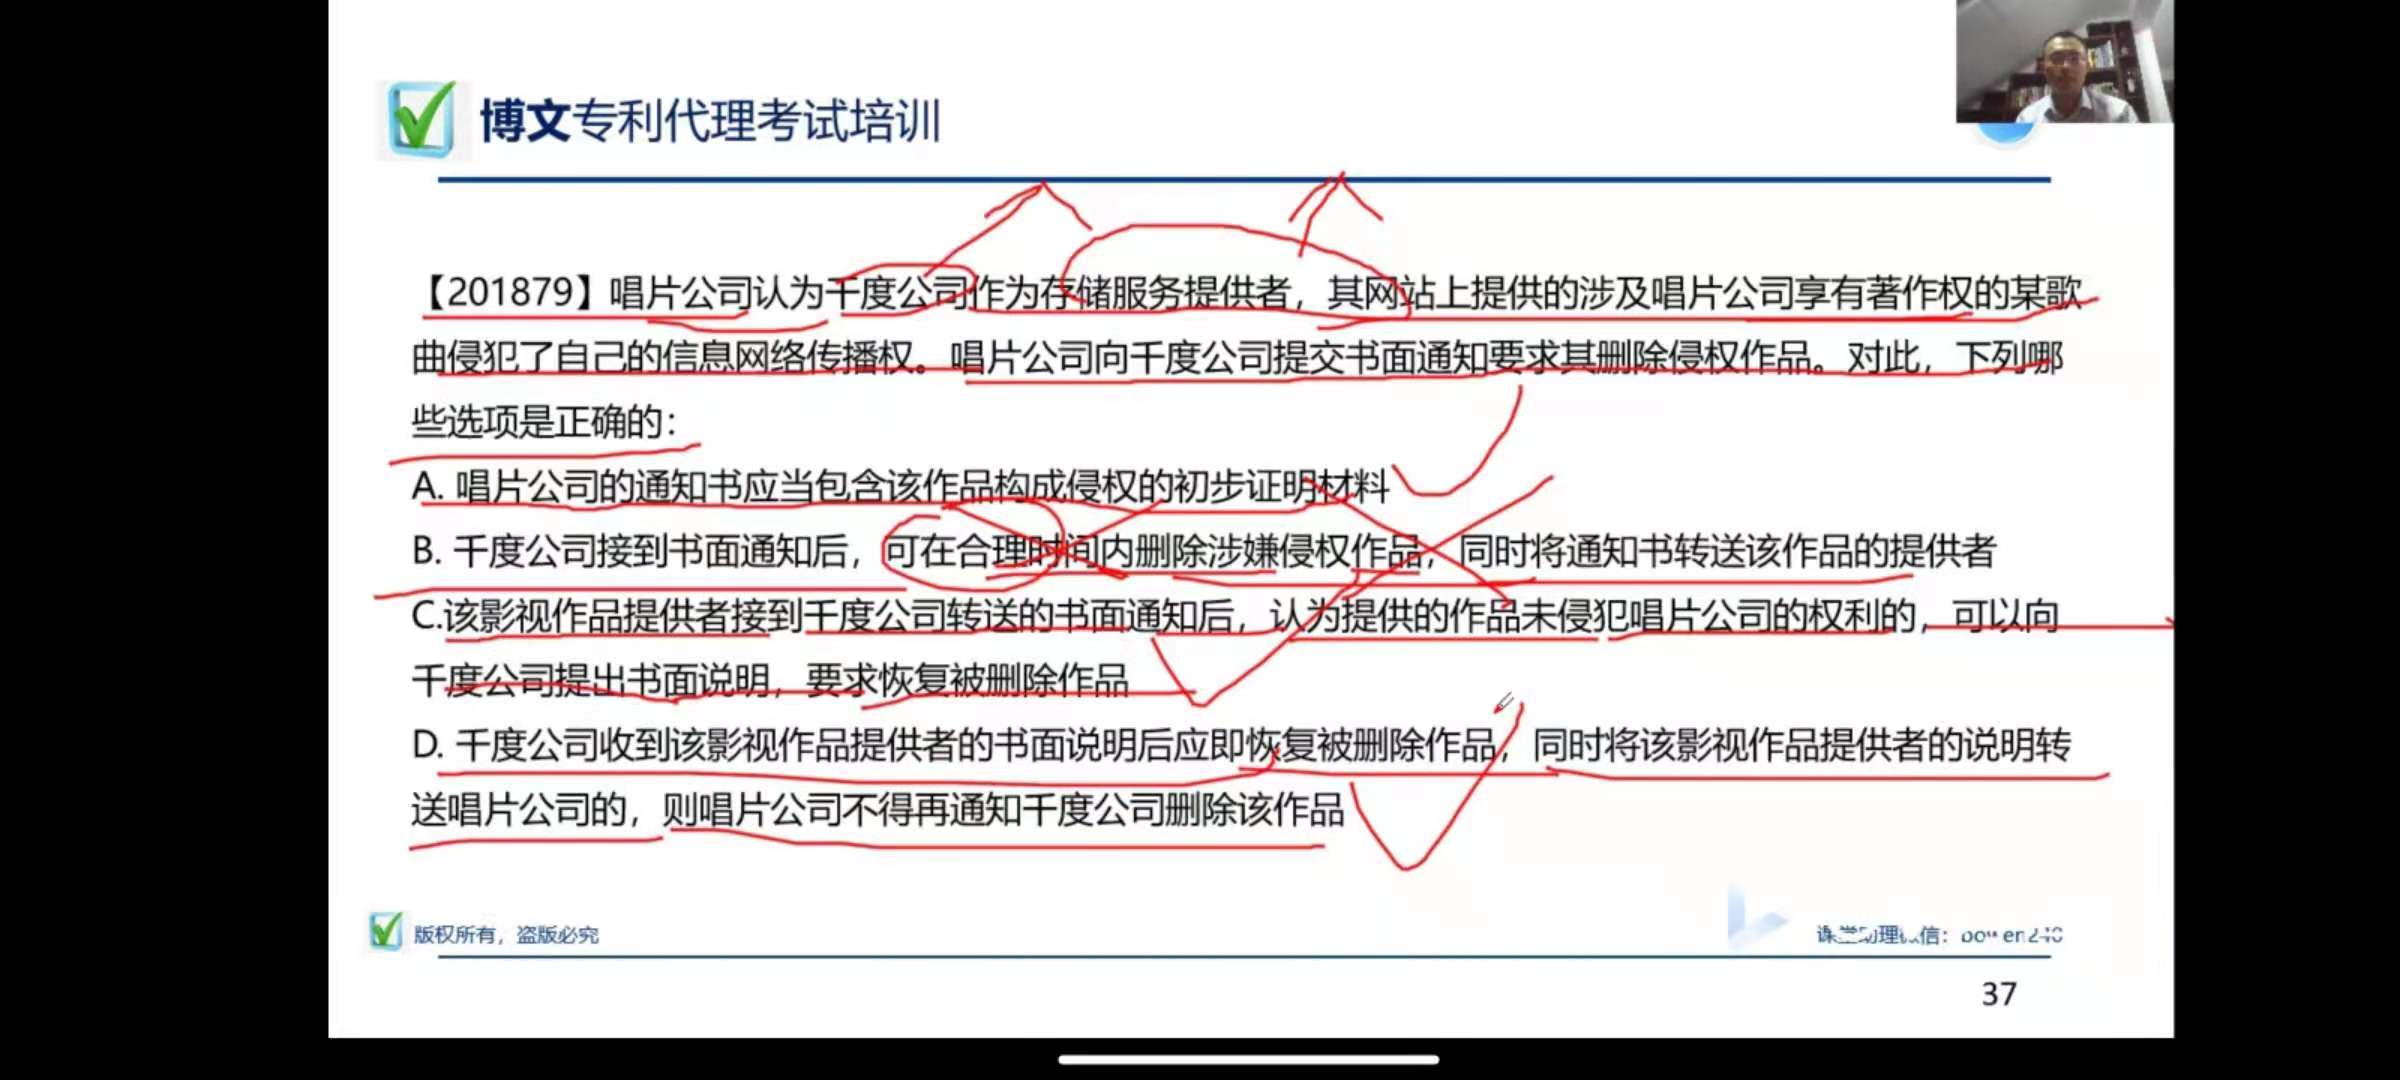 博文专利代理考试培训
【201879】唱片公司认为千度公司作为存储服务提供者，其网站上提供的涉及唱片公司享有著作权的某歌
曲侵犯了自己的信息网络传播权。唱片公司向千度公司提交书面通知要求其删除侵权作品。对此，下列哪
些选项是正确的：
A. 唱片公司的通知书应当包含该作品构成侵权的初步证明材料
B. 千度公司接到书面通知后，可在合理时间内删除涉嫌侵权作品，同时将通知书转送该作品的提供者
C.该影视作品提供者接到千度公司转送的书面通知后，认为提供的作品未侵犯唱片公司的权利的，可以向
千度公司提出书面说明，要求恢复被删除作品
D. 千度公司收到该影视作品提供者的书面说明后应即恢复被删除作品，同时将该影视作品提供者的说明转
送唱片公司的，则唱片公司不得再通知千度公司删除该作品
版权所有，盗版必究
理 信：
37